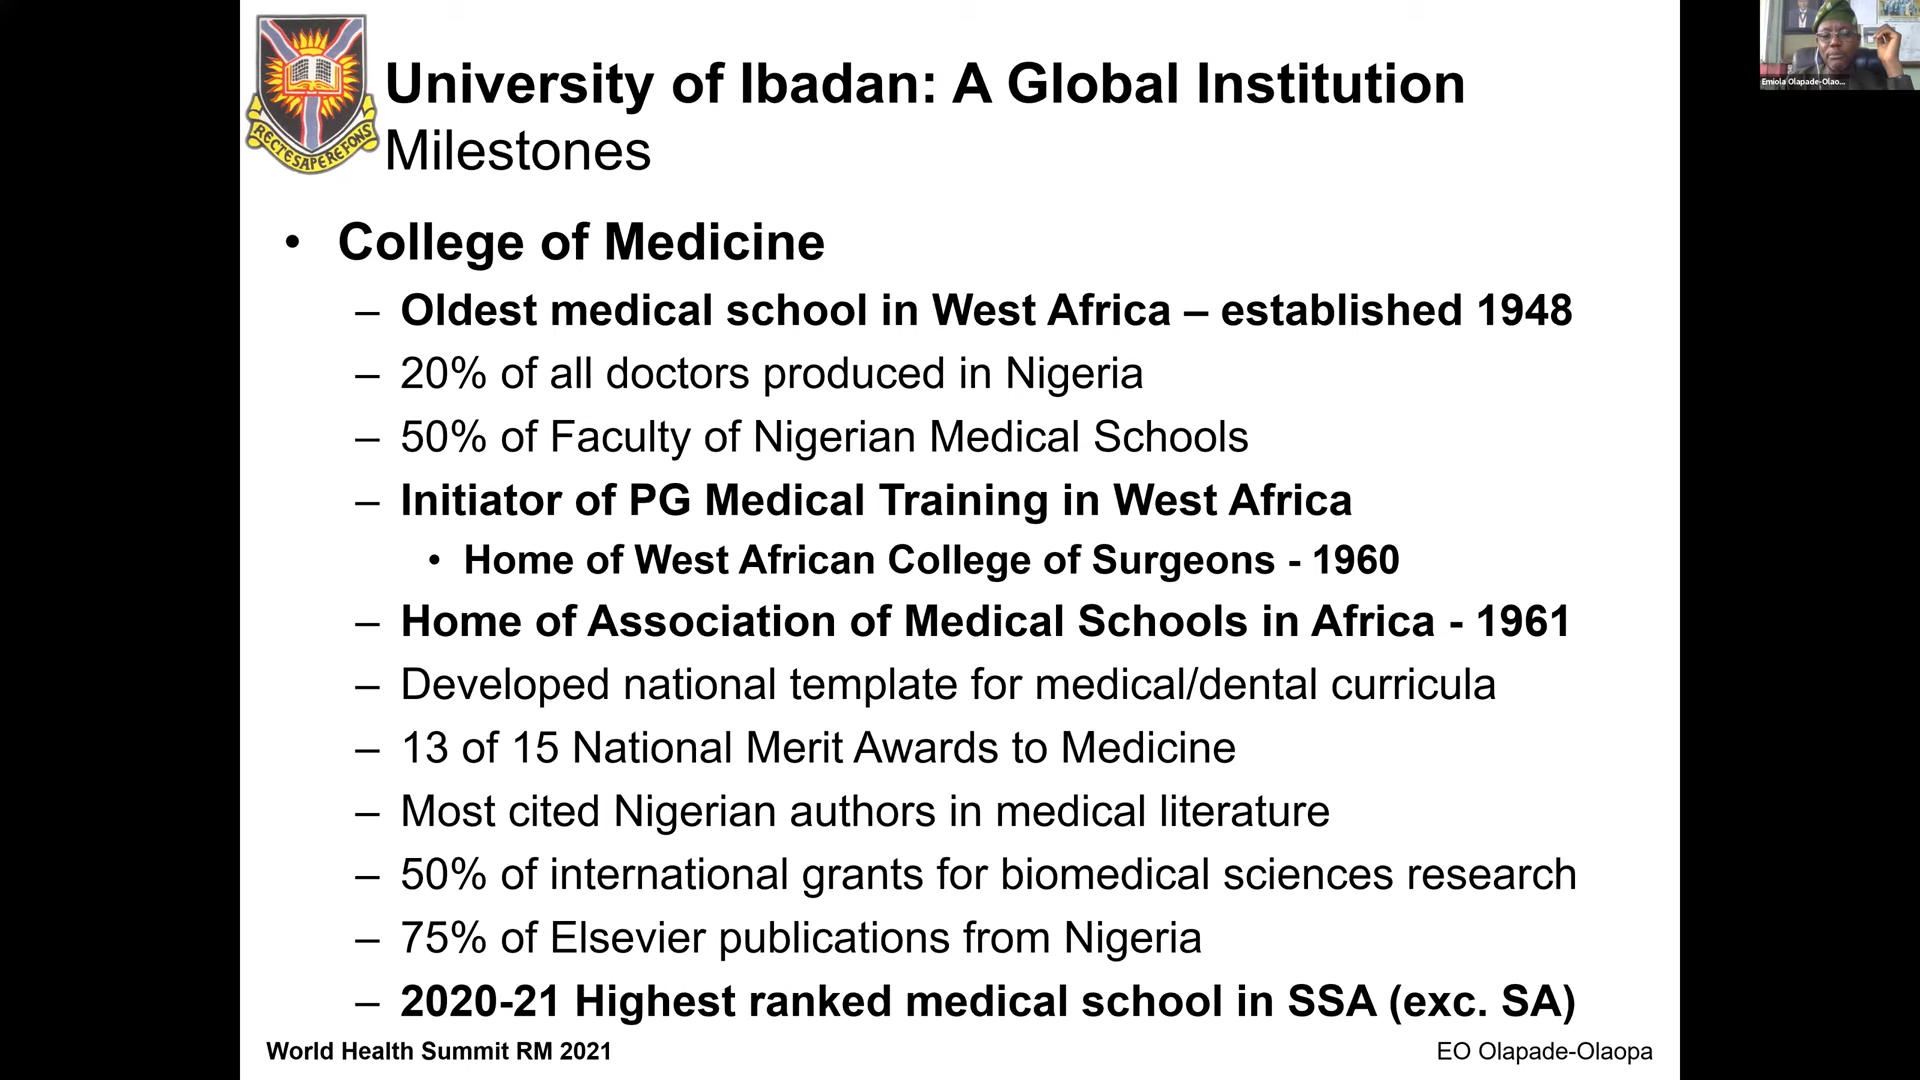 University of Ibadan: A Global Institution
Milestones
RECTE SAPERE FONS
Emiola Olapade-Olao...
• College of Medicine
– Oldest medical school in West Africa – established 1948
– 20% of all doctors produced in Nigeria
– 50% of Faculty of Nigerian Medical Schools
– Initiator of PG Medical Training in West Africa
• Home of West African College of Surgeons - 1960
– Home of Association of Medical Schools in Africa - 1961
– Developed national template for medical/dental curricula
– 13 of 15 National Merit Awards to Medicine
– Most cited Nigerian authors in medical literature
– 50% of international grants for biomedical sciences research
– 75% of Elsevier publications from Nigeria
– 2020-21 Highest ranked medical school in SSA (exc. SA)
World Health Summit RM 2021
EO Olapade-Olaopa